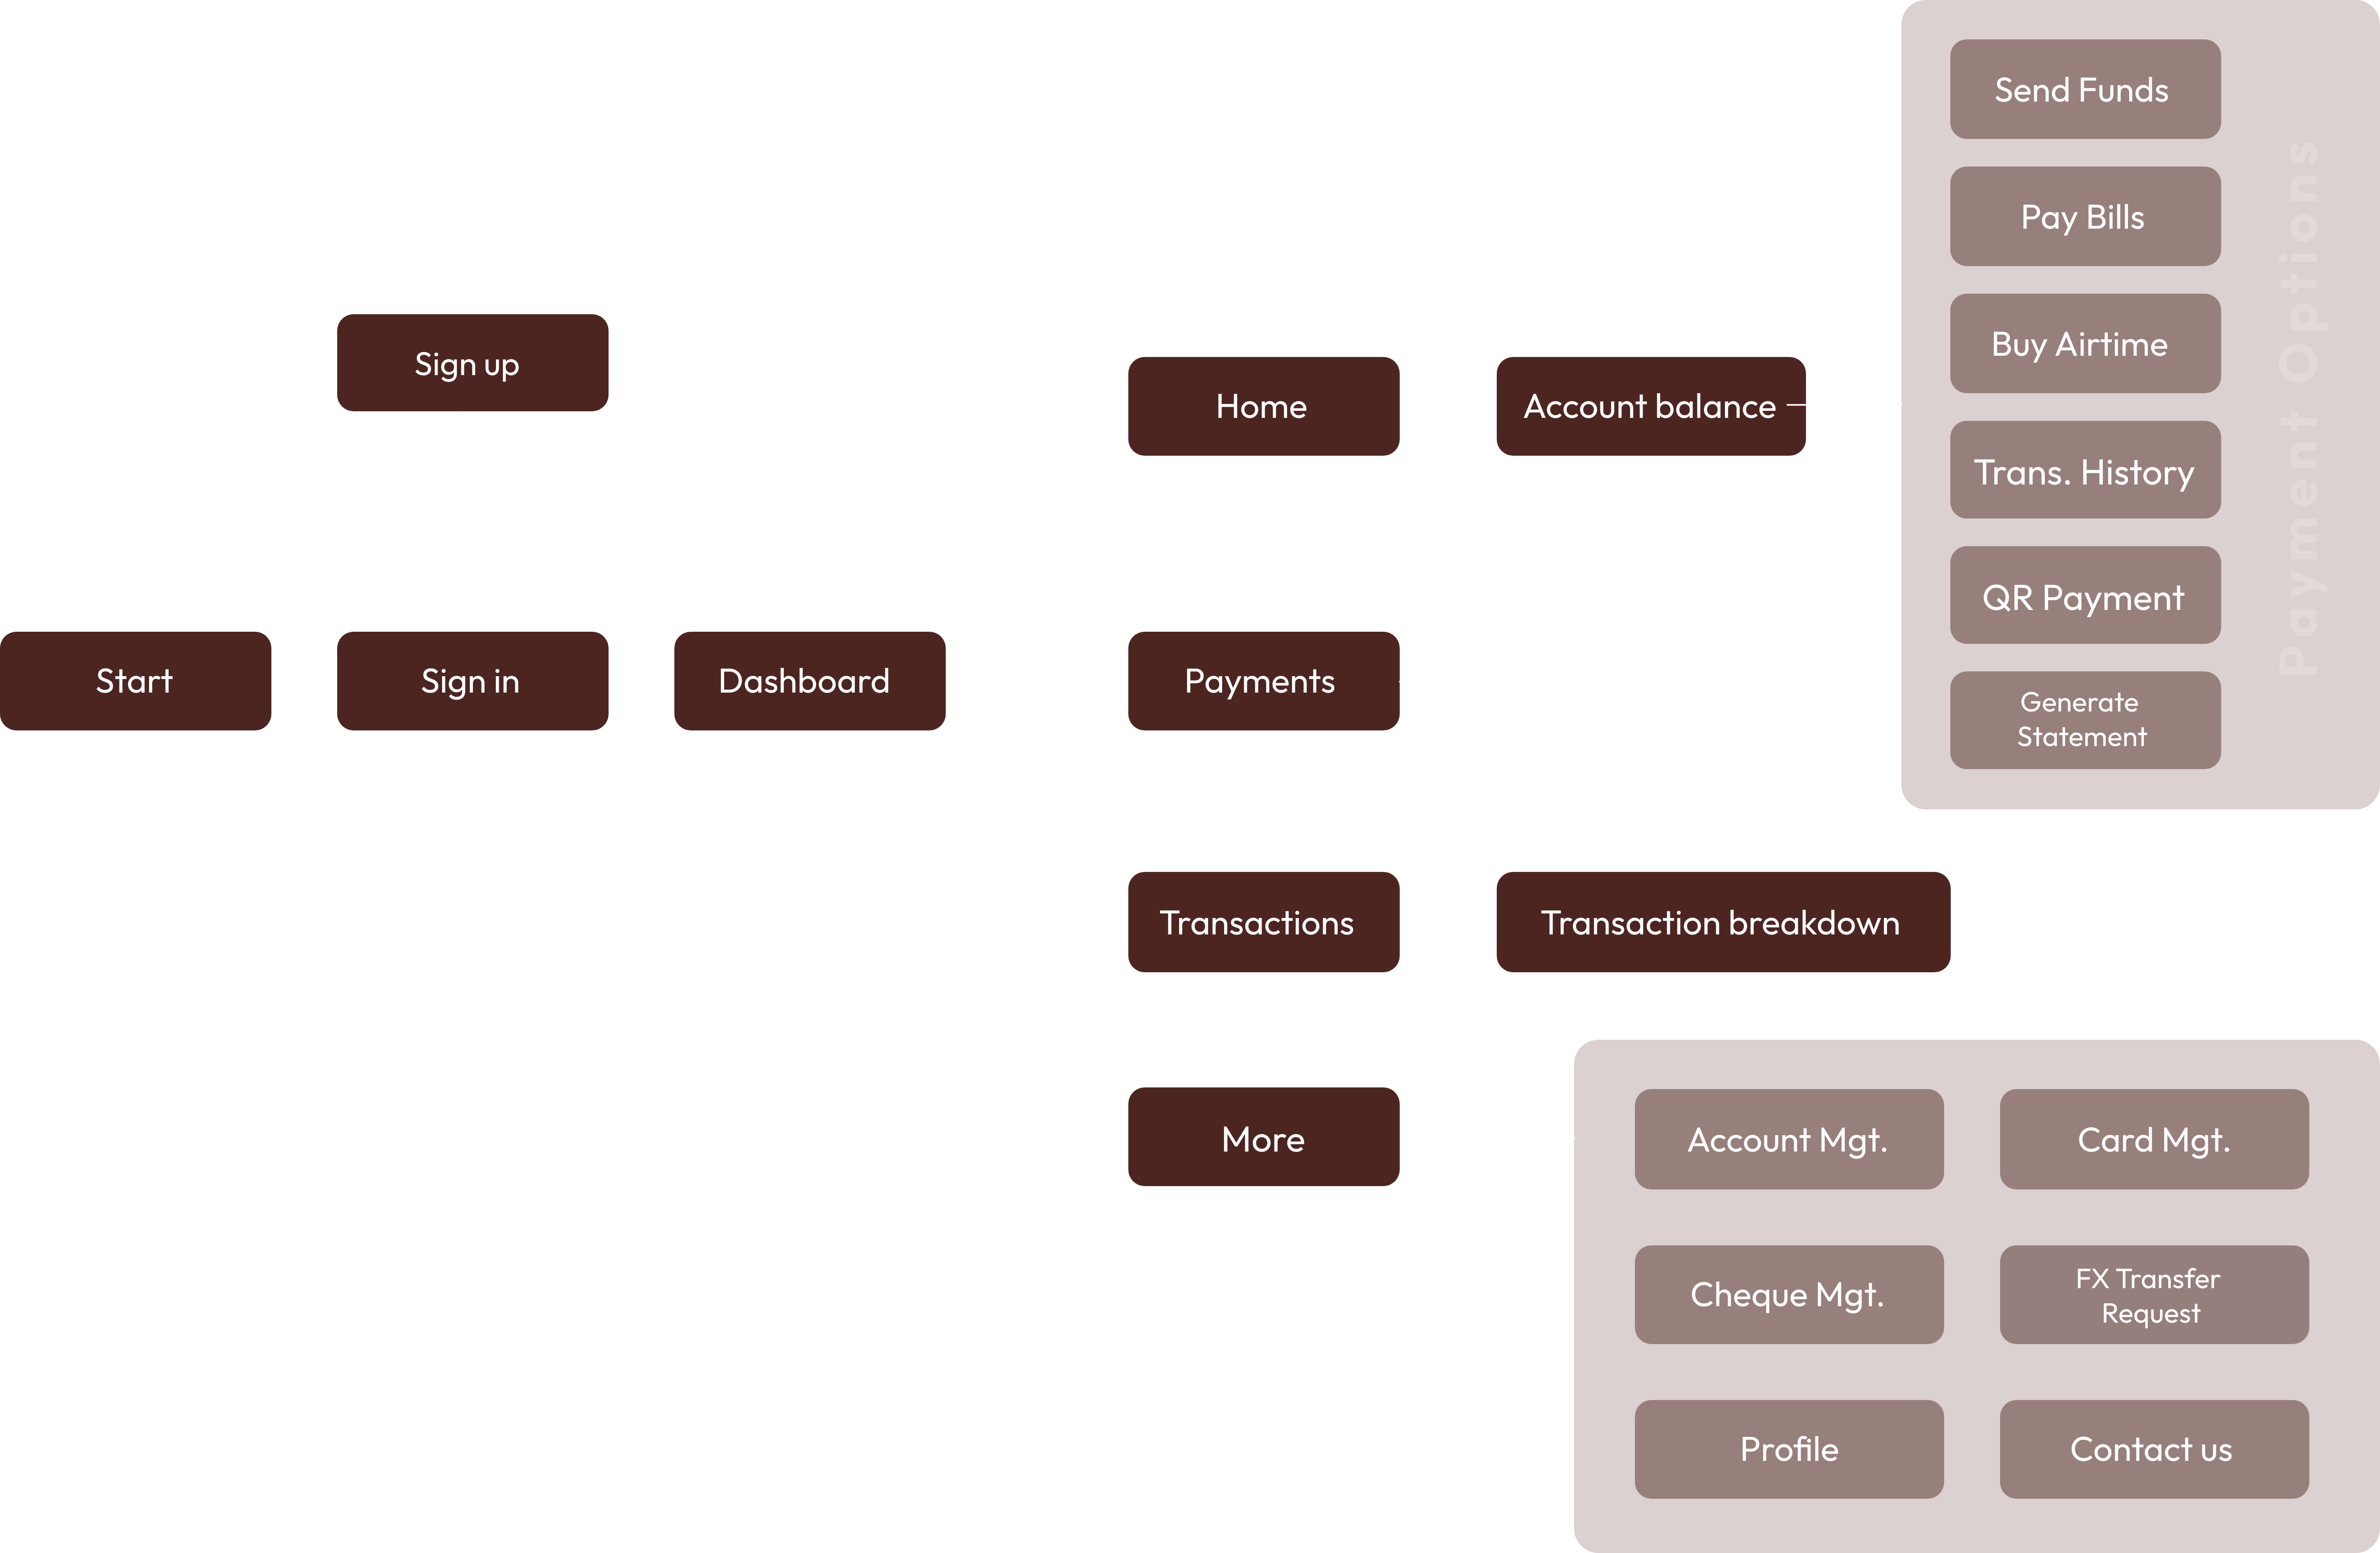 Start
Sign up
Sign in
Dashboard
Home
Payments
Transactions
More
Account balance
Transaction breakdown
Send Funds
Pay Bills
Buy Airtime
Trans. History
QR Payment
Generate
Statement
Payment Options
Account Mgt.
Card Mgt.
Cheque Mgt.
FX Transfer
Request
Profile
Contact us